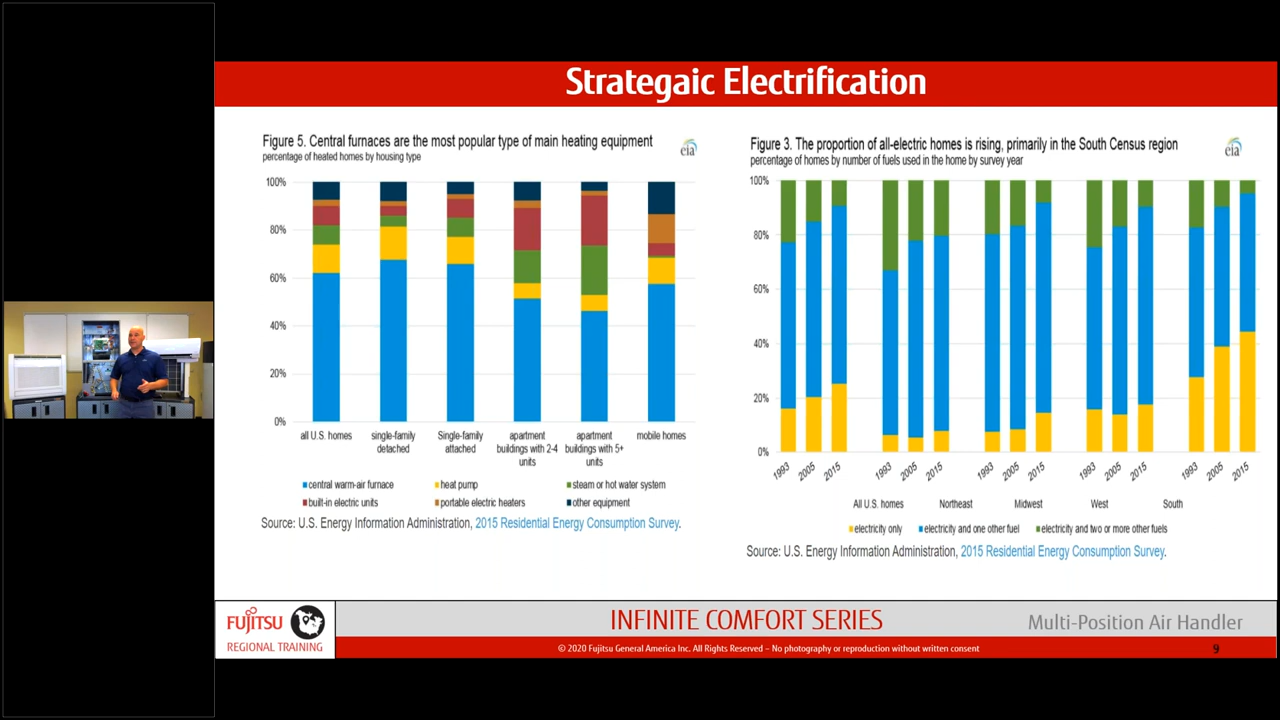 Strategaic Electrification
Figure 5. Central furnaces are the most popular type of main heating equipment
percentage of heated homes by housing type
eia
100%
80%
60%
40%
20%
0%
all U.S. homes
single-family
detached
Single-family
attached
apartment
buildings with 2-4
units
apartment
buildings with 5+
units
mobile homes
central warm-air furnace
heat pump
steam or hot water system
built-in electric units
portable electric heaters
other equipment
Source: U.S. Energy Information Administration, 2015 Residential Energy Consumption Survey.
Figure 3. The proportion of all-electric homes is rising, primarily in the South Census region
percentage of homes by number of fuels used in the home by survey year
eia
100%
80%
60%
40%
20%
0%
1993
2005
2015
1993
2005
2015
1993
2005
2015
1993
2005
2015
1993
2005
2015
All U.S. homes
Northeast
Midwest
West
South
electricity only
electricity and one other fuel
electricity and two or more other fuels
Source: U.S. Energy Information Administration, 2015 Residential Energy Consumption Survey.
FUJITSU
REGIONAL TRAINING
INFINITE COMFORT SERIES
Multi-Position Air Handler
© 2020 Fujitsu General America Inc. All Rights Reserved – No photography or reproduction without written consent
9